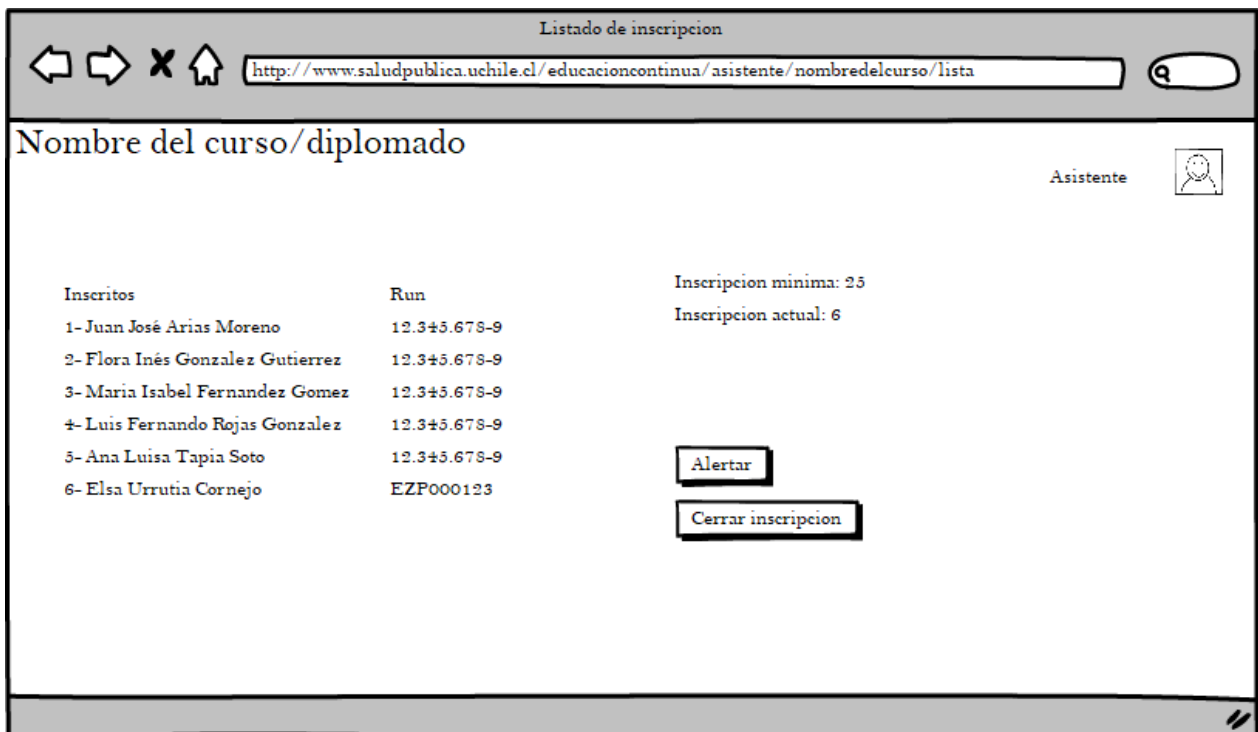 Listado de inscripcion
http://www.saludpublica.uchile.cl/educacioncontinua/asistente/nombredelcurso/lista
Nombre del curso/diplomado
Asistente
Inscritos Run
1- Juan José Arias Moreno 12.345.678-9
2- Flora Inés Gonzalez Gutierrez 12.345.678-9
3- Maria Isabel Fernandez Gomez 12.345.678-9
4- Luis Fernando Rojas Gonzalez 12.345.678-9
5- Ana Luisa Tapia Soto 12.345.678-9
6- Elsa Urrutia Cornejo EZP000123
Inscripcion minima: 25
Inscripcion actual: 6
Alertar
Cerrar inscripcion